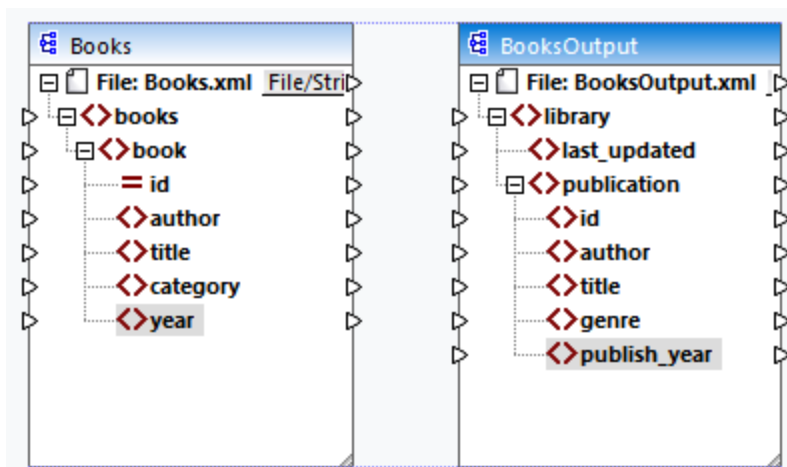 Books
File: Books.xml File/Stri
books
book
id
author
title
category
year
BooksOutput
File: BooksOutput.xml
library
last_updated
publication
id
author
title
genre
publish_year